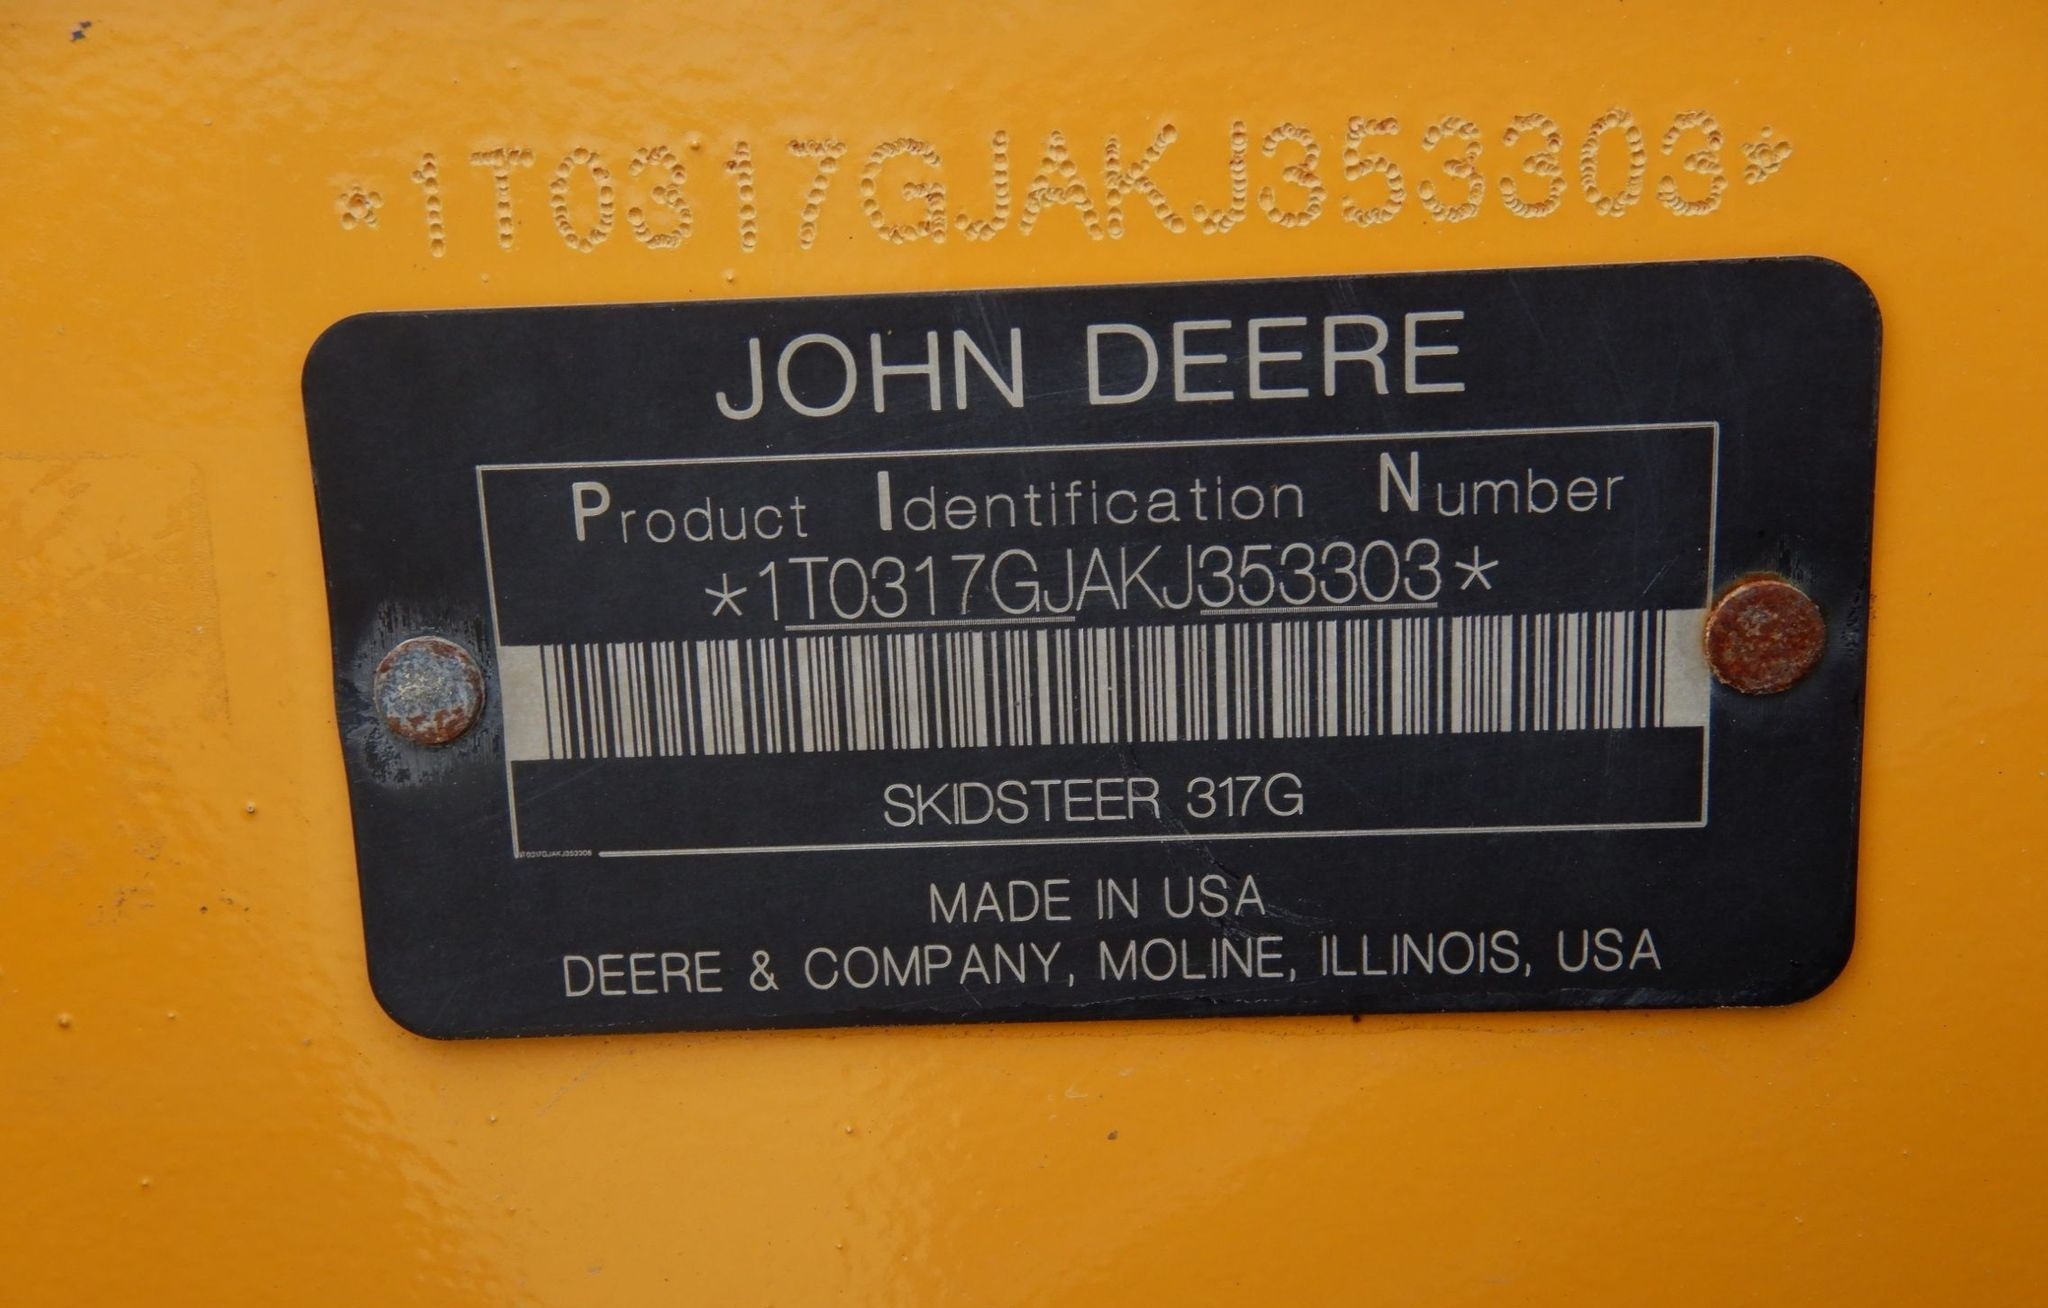 *1T0317GJAKJ353303*
JOHN DEERE
Product Identification Number
*1T0317GJAKJ353303*
SKIDSTEER 317G
MADE IN USA
DEERE & COMPANY, MOLINE, ILLINOIS, USA